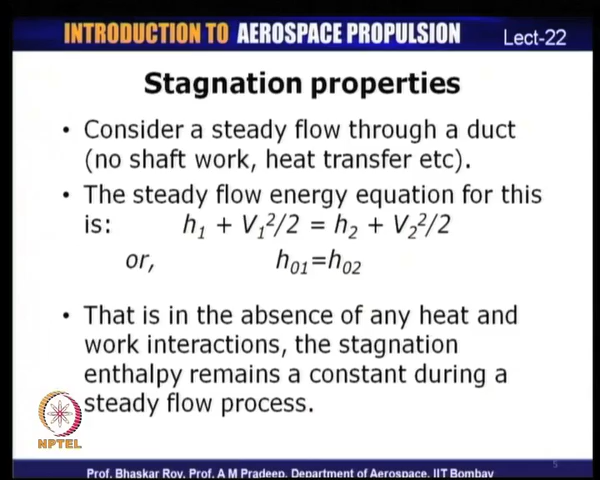 INTRODUCTION TO AEROSPACE PROPULSION
Lect-22
Stagnation properties
• Consider a steady flow through a duct
(no shaft work, heat transfer etc).
• The steady flow energy equation for this
is: h₁ + V₁²/2 = h₂ + V₂²/2
or, h₀₁=h₀₂
• That is in the absence of any heat and
work interactions, the stagnation
enthalpy remains a constant during a
steady flow process.
NPTEL
5
Prof. Bhaskar Roy, Prof. A M Pradeep, Department of Aerospace, IIT Bombay